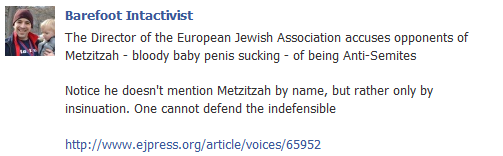 Barefoot Intactivist
The Director of the European Jewish Association accuses opponents of
Metzitzah - bloody baby penis sucking - of being Anti-Semites
Notice he doesn't mention Metzitzah by name, but rather only by
insinuation. One cannot defend the indefensible
http://www.ejpress.org/article/voices/65952